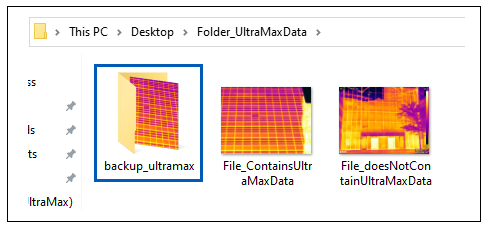 This PC > Desktop > Folder_UltraMaxData >
ss
ls
ts
ltraMax)
backup_ultramax
File_ContainsUltr
aMaxData
File_doesNotCon
tainUltraMaxData